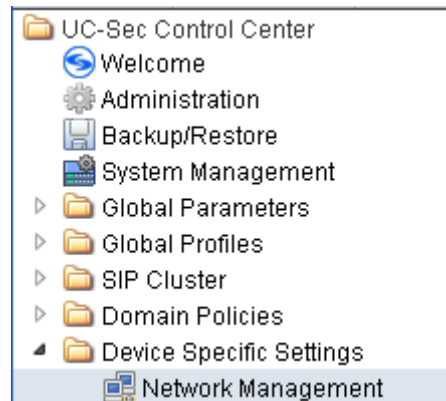 UC-Sec Control Center
Welcome
Administration
Backup/Restore
System Management
Global Parameters
Global Profiles
SIP Cluster
Domain Policies
Device Specific Settings
Network Management